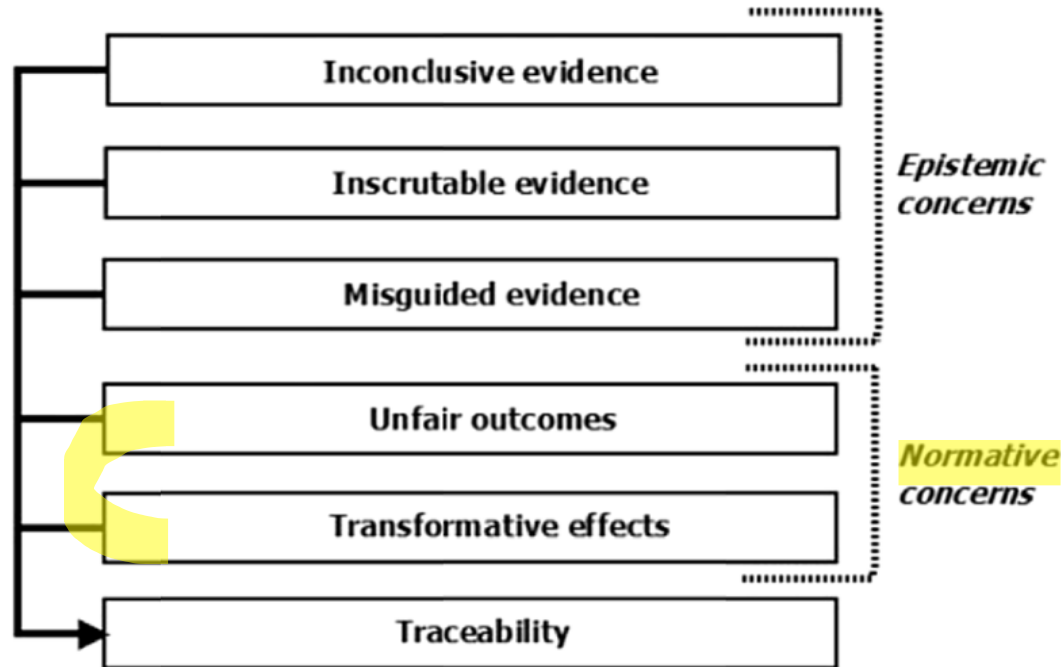 Inconclusive evidence
Inscrutable evidence
Epistemic
concerns
Misguided evidence
Unfair outcomes
Normative
concerns
Transformative effects
Traceability